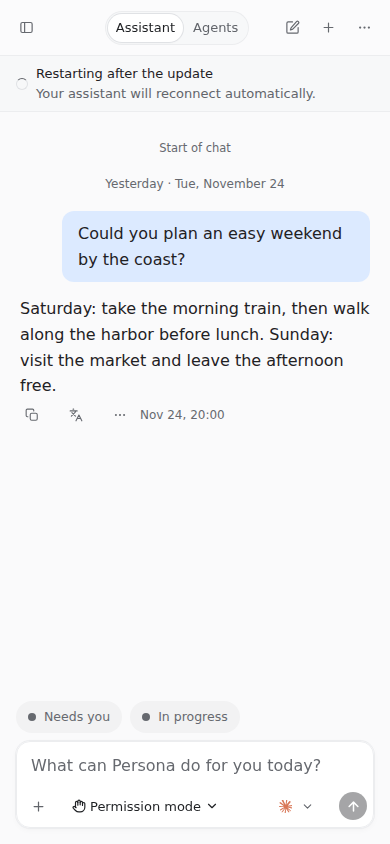 Assistant
Agents
Restarting after the update
Your assistant will reconnect automatically.
Start of chat
Yesterday · Tue, November 24
Could you plan an easy weekend
by the coast?
Saturday: take the morning train, then walk
along the harbor before lunch. Sunday:
visit the market and leave the afternoon
free.
Nov 24, 20:00
Needs you
In progress
What can Persona do for you today?
Permission mode